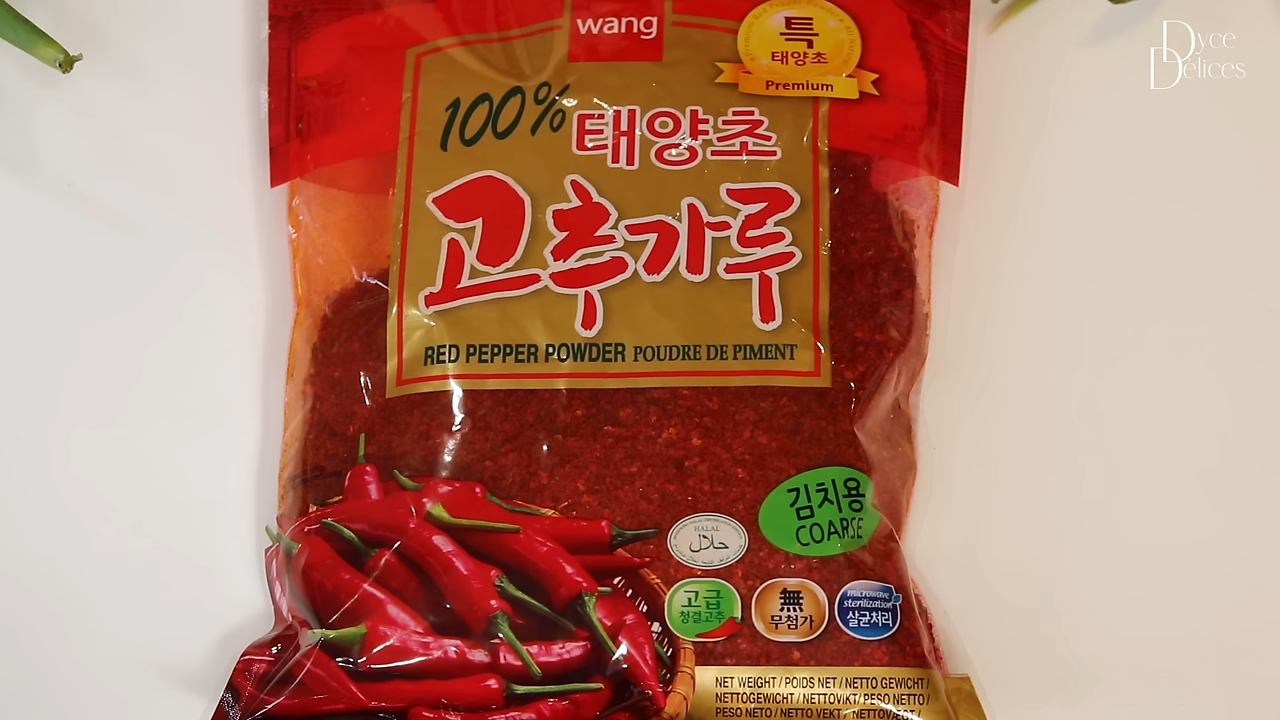 wang
특
태양초
Premium
Dyce
Delices
100% 태양초
고추가루
RED PEPPER POWDER POUDRE DE PIMENT
김치용
COARSE
HALAL
حلال
고급
청결고추
無
무첨가
microwave
sterilization
살균처리
NET WEIGHT / POIDS NET / NETTO GEWICHT /
NETTOGEWICHT / NETTOVIKT / PESO NETTO /
PESO NETO / NETTO VEKT / NETTOVÆGT /